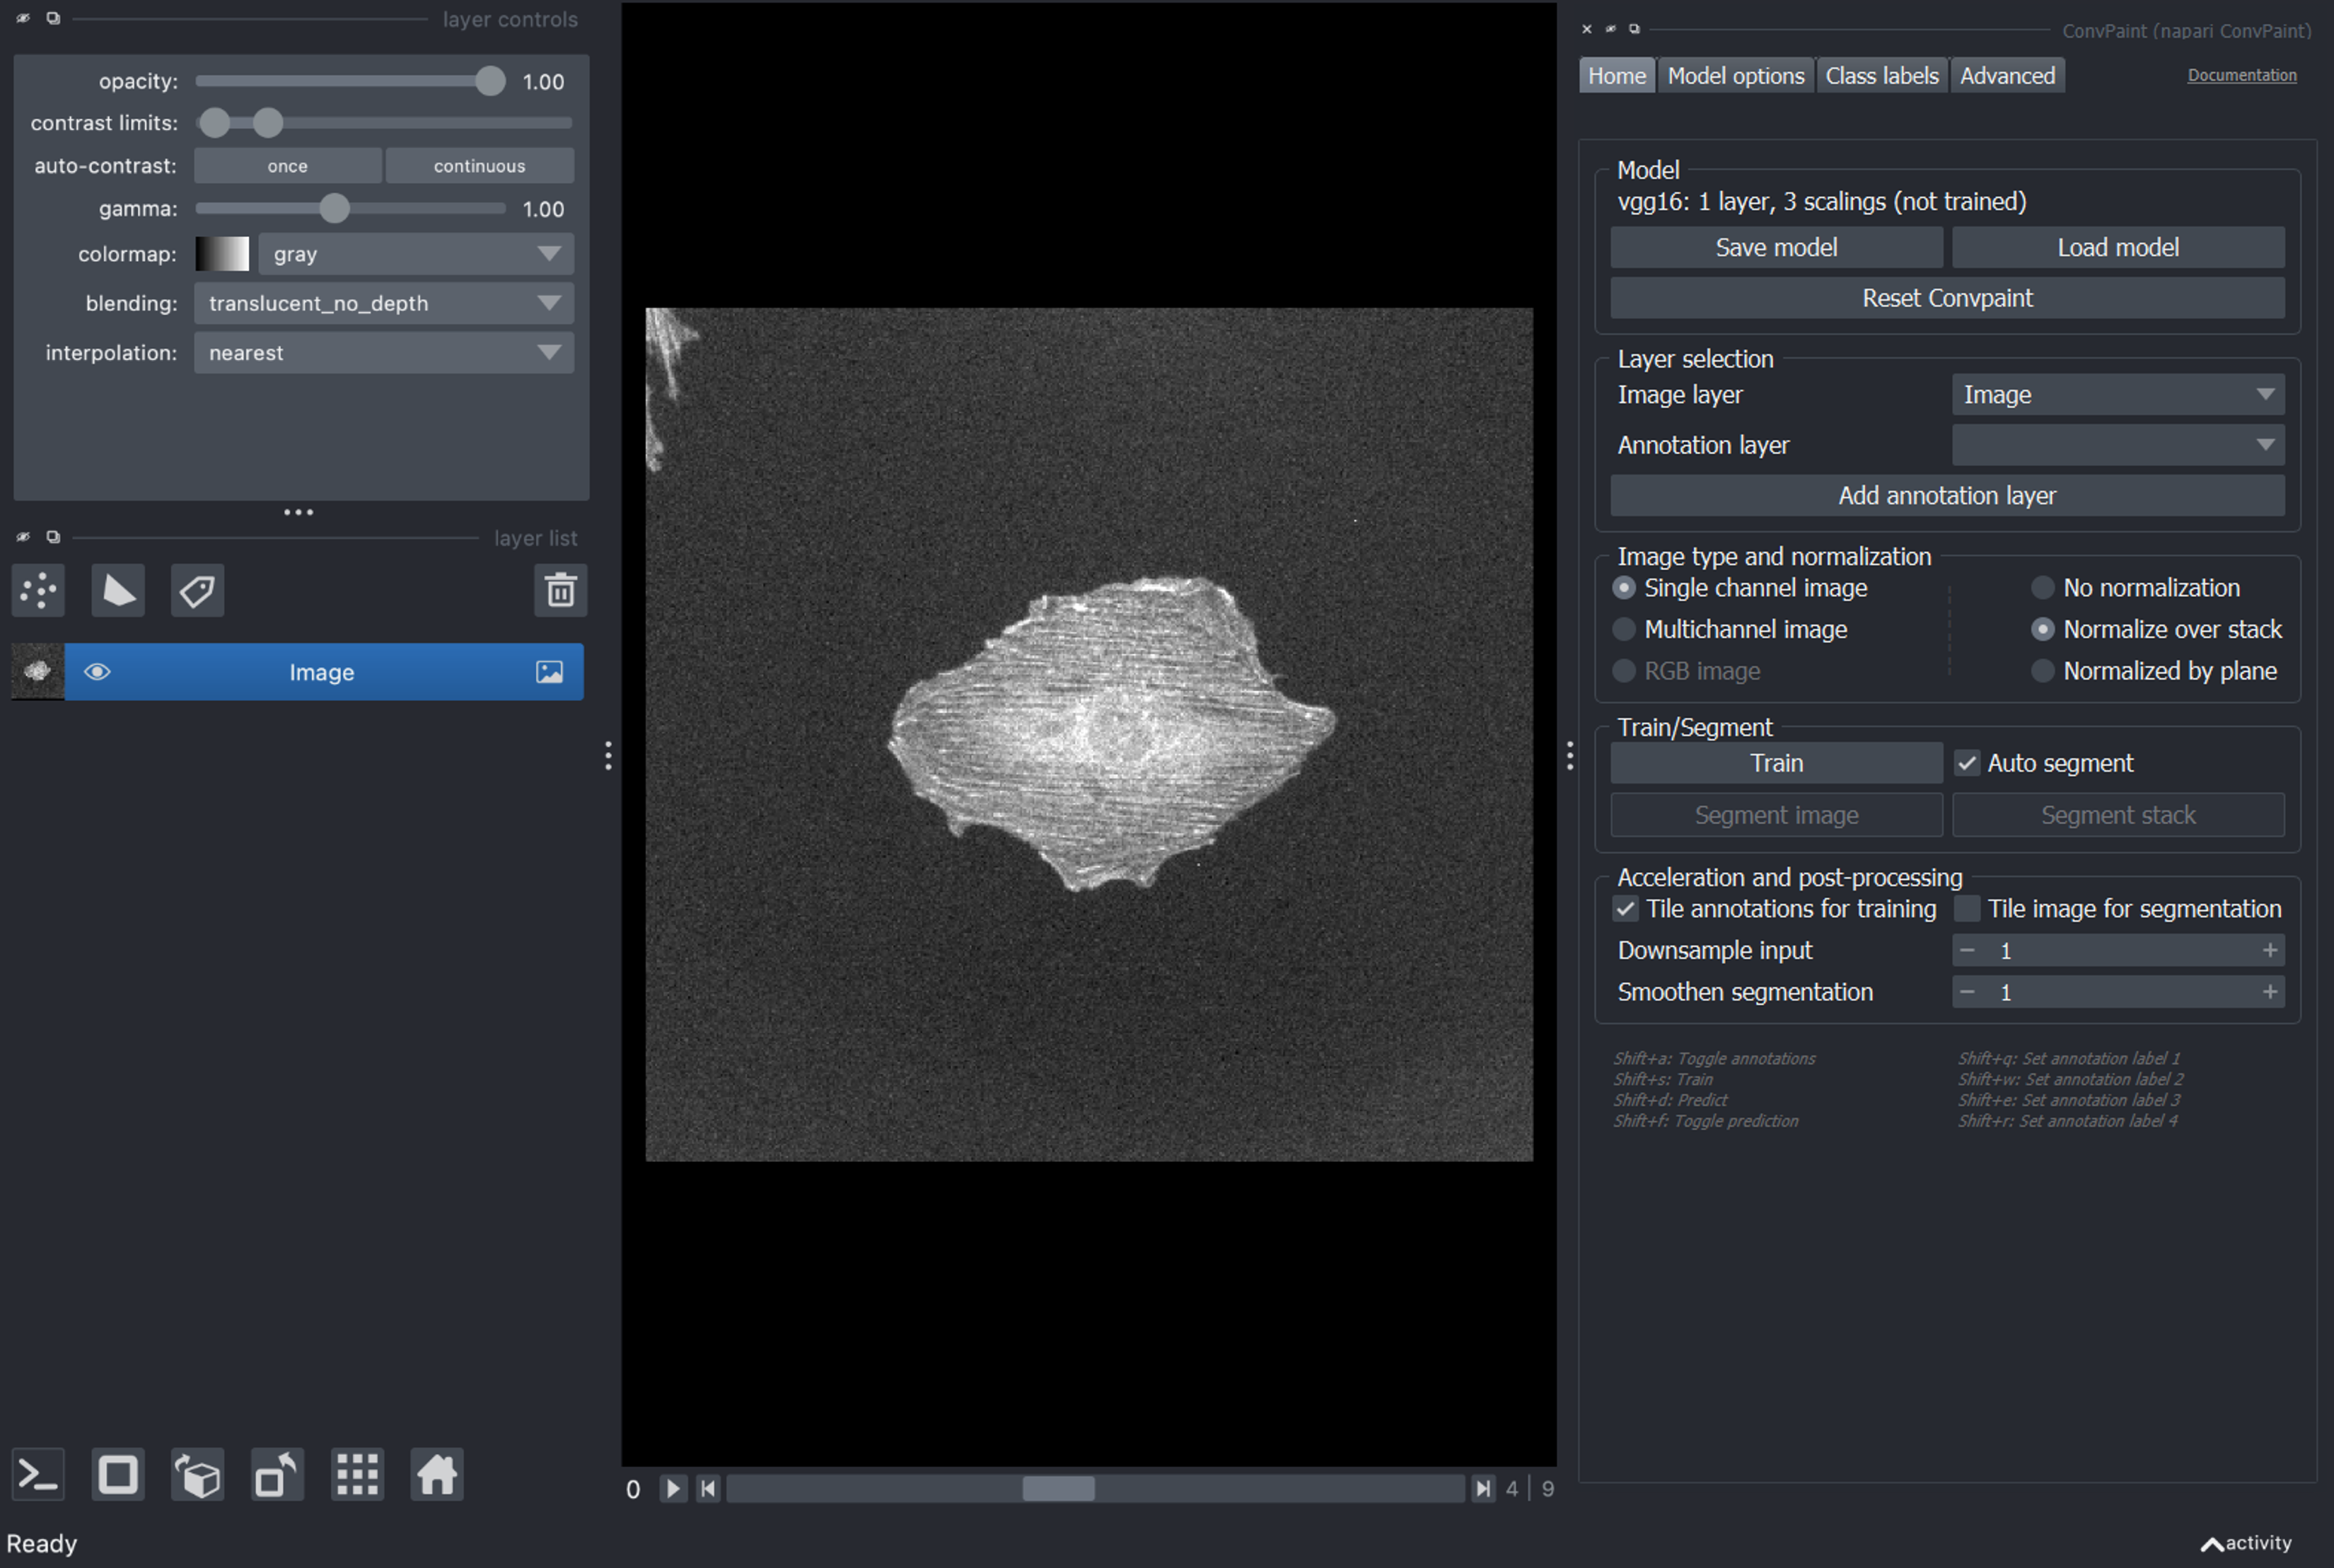 layer controls
opacity: 1.00
contrast limits:
auto-contrast: once continuous
gamma: 1.00
colormap: gray
blending: translucent_no_depth
interpolation: nearest
layer list
Image
Ready
0 4 9
ConvPaint (napari ConvPaint)
Home Model options Class labels Advanced Documentation
Model
vgg16: 1 layer, 3 scalings (not trained)
Save model Load model
Reset Convpaint
Layer selection
Image layer Image
Annotation layer
Add annotation layer
Image type and normalization
Single channel image No normalization
Multichannel image Normalize over stack
RGB image Normalized by plane
Train/Segment
Train Auto segment
Segment image Segment stack
Acceleration and post-processing
Tile annotations for training Tile image for segmentation
Downsample input 1
Smoothen segmentation 1
Shift+a: Toggle annotations Shift+q: Set annotation label 1
Shift+s: Train Shift+w: Set annotation label 2
Shift+d: Predict Shift+e: Set annotation label 3
Shift+f: Toggle prediction Shift+r: Set annotation label 4
activity